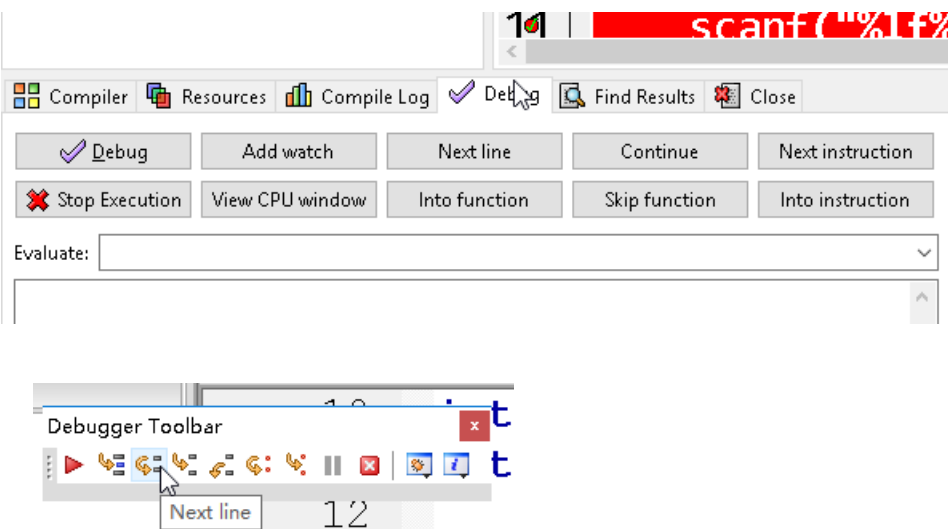 11 scanf("%lf%
Compiler Resources Compile Log Debug Find Results Close
Debug Add watch Next line Continue Next instruction
Stop Execution View CPU window Into function Skip function Into instruction
Evaluate:
t
Debugger Toolbar
t
Next line
12